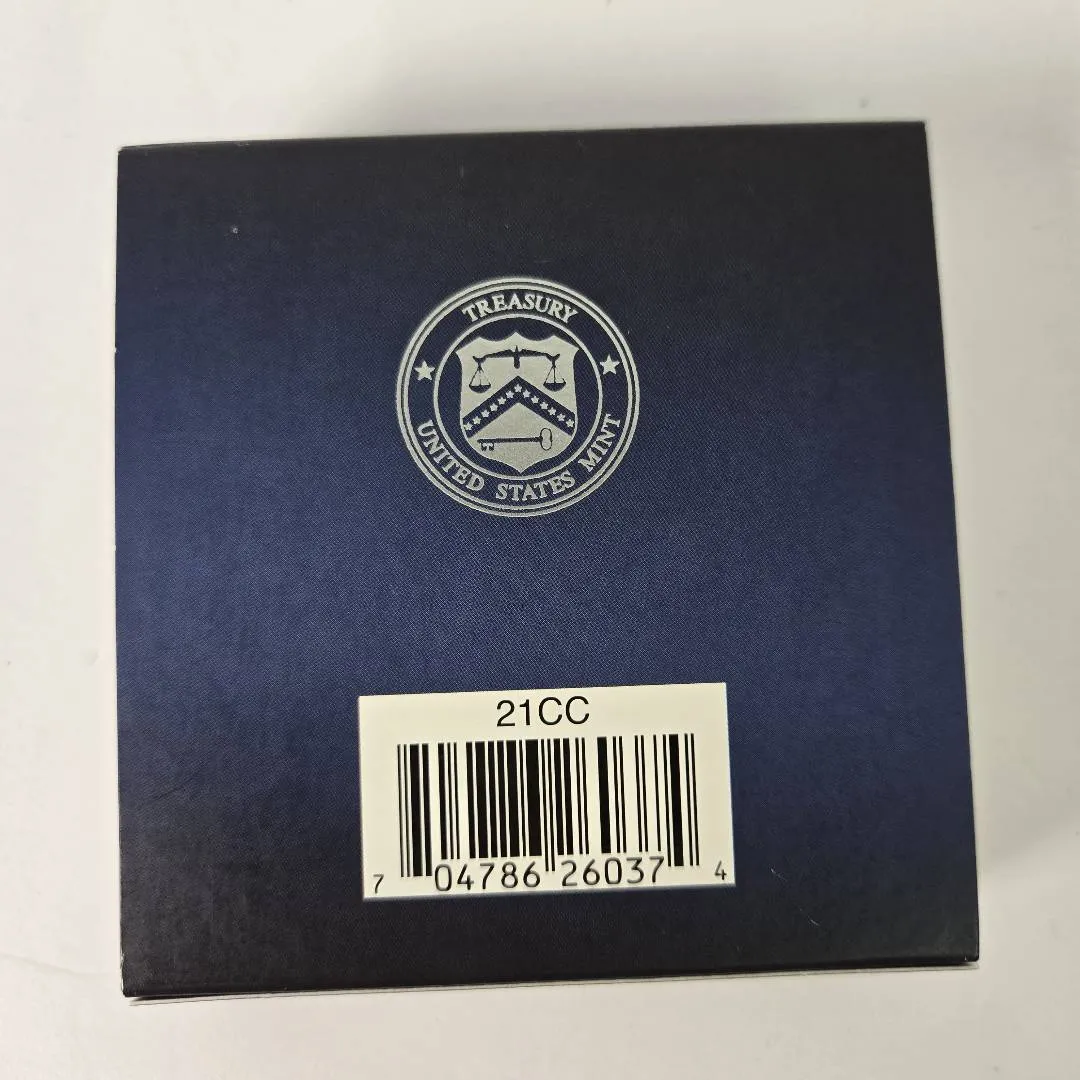 TREASURY
UNITED STATES MINT
21CC
7 04786 26037 4